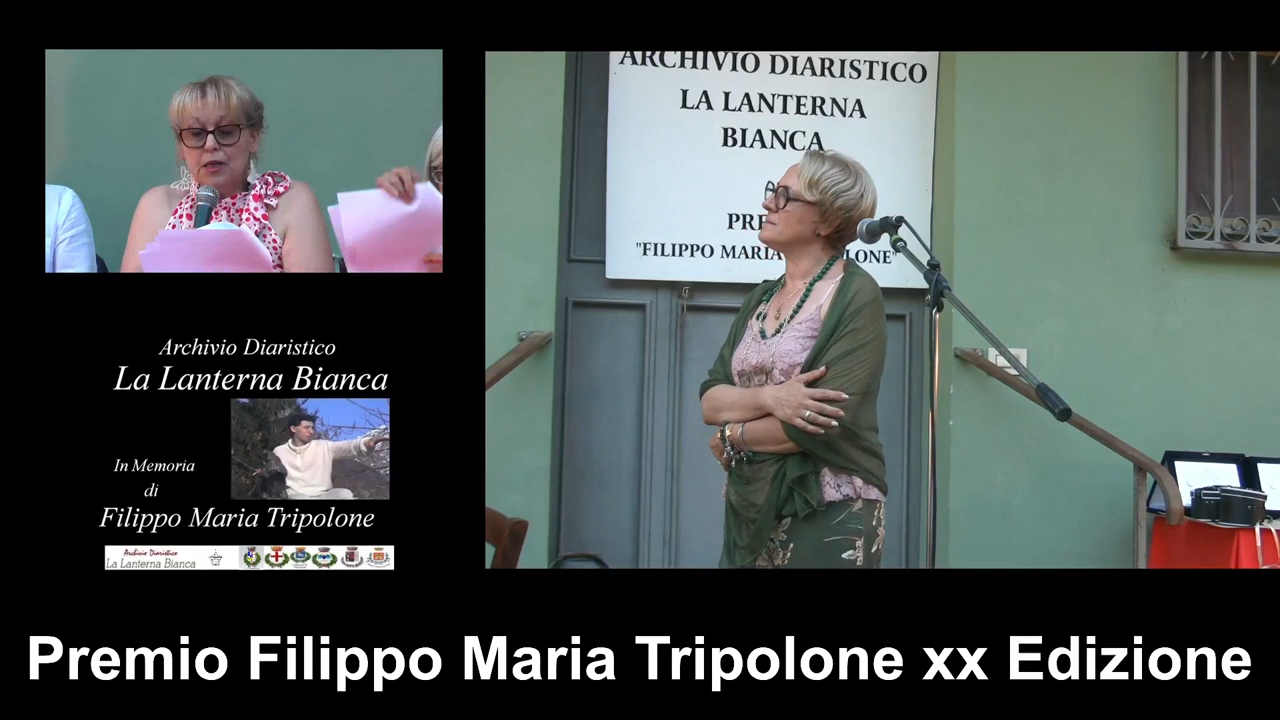 ARCHIVIO DIARISTICO
LA LANTERNA
BIANCA
"FILIPPO MARIA
Archivio Diaristico
La Lanterna Bianca
In Memoria
di
Filippo Maria Tripolone
Archivio Diaristico
La Lanterna Bianca
Premio Filippo Maria Tripolone xx Edizione